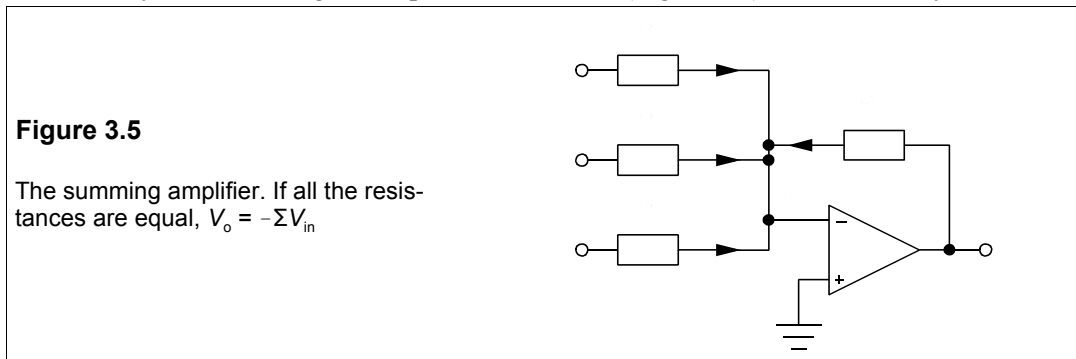 Figure 3.5
The summing amplifier. If all the resis-
tances are equal, Vₒ = −ΣVᵢₙ
−
+